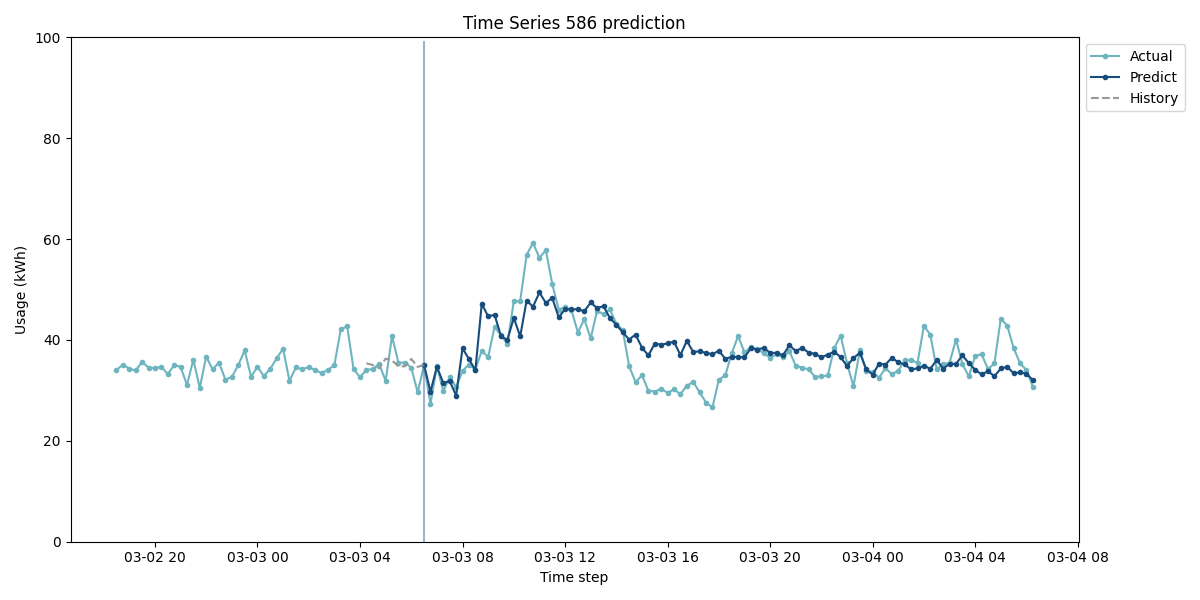 Time Series 586 prediction
100
80
60
40
20
0
Usage (kWh)
03-02 20
03-03 00
03-03 04
03-03 08
03-03 12
03-03 16
03-03 20
03-04 00
03-04 04
03-04 08
Time step
Actual
Predict
History